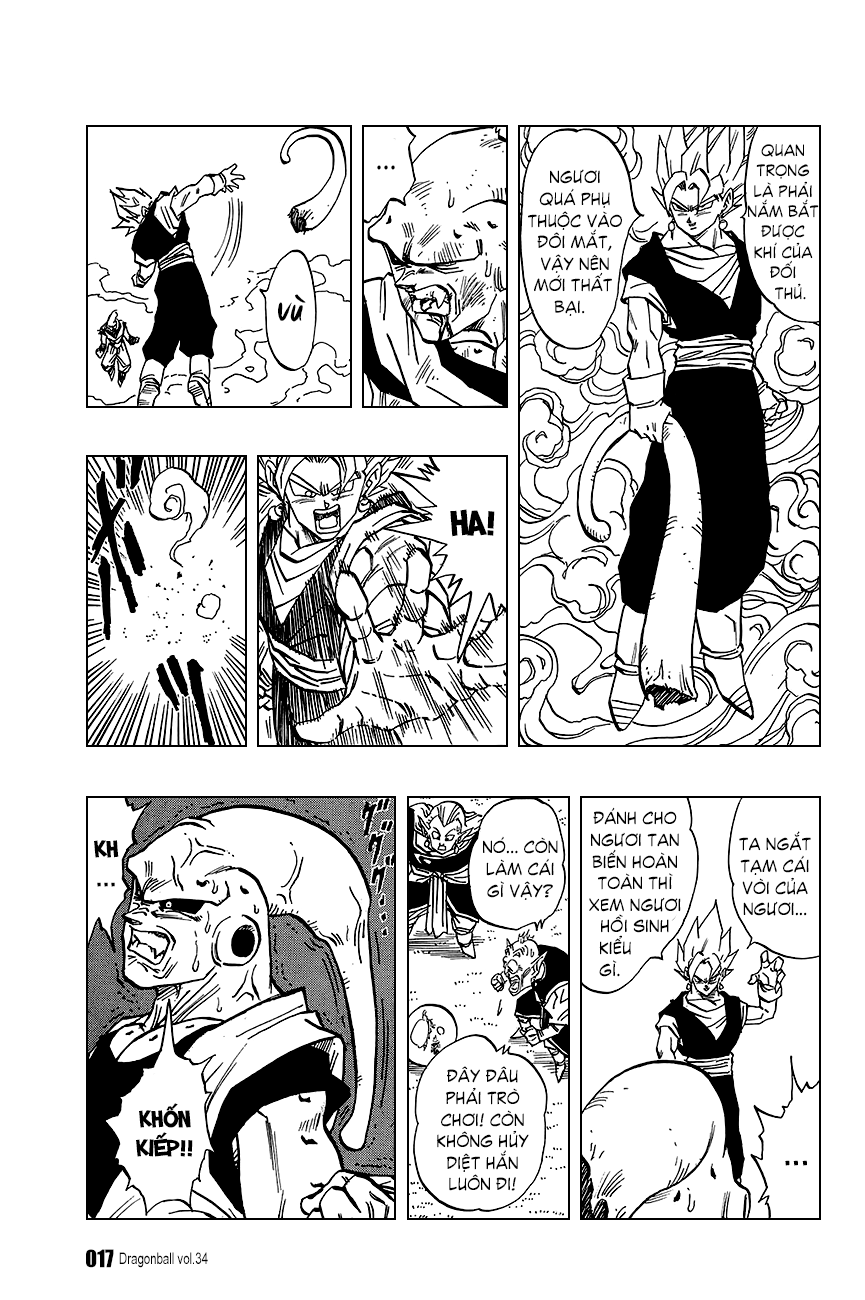 QUAN
TRỌNG
LÀ PHẢI
NẮM BẮT
ĐƯỢC
KHÍ CỦA
ĐỐI
THỦ.
NGƯƠI
QUÁ PHỤ
THUỘC VÀO
ĐÔI MẮT,
VẬY NÊN
MỚI THẤT
BẠI.
...
VÙ
HA!
TA NGẮT
TẠM CÁI
VÒI CỦA
NGƯƠI...
ĐÁNH CHO
NGƯƠI TAN
BIẾN HOÀN
TOÀN THÌ
XEM NGƯƠI
HỒI SINH
KIỂU
GÌ.
...
NÓ... CÒN
LÀM CÁI
GÌ VẬY?
ĐÂY ĐÂU
PHẢI TRÒ
CHƠI! CÒN
KHÔNG HỦY
DIỆT HẮN
LUÔN ĐI!
KH
...
KHỐN
KIẾP!!
017 Dragonball vol.34